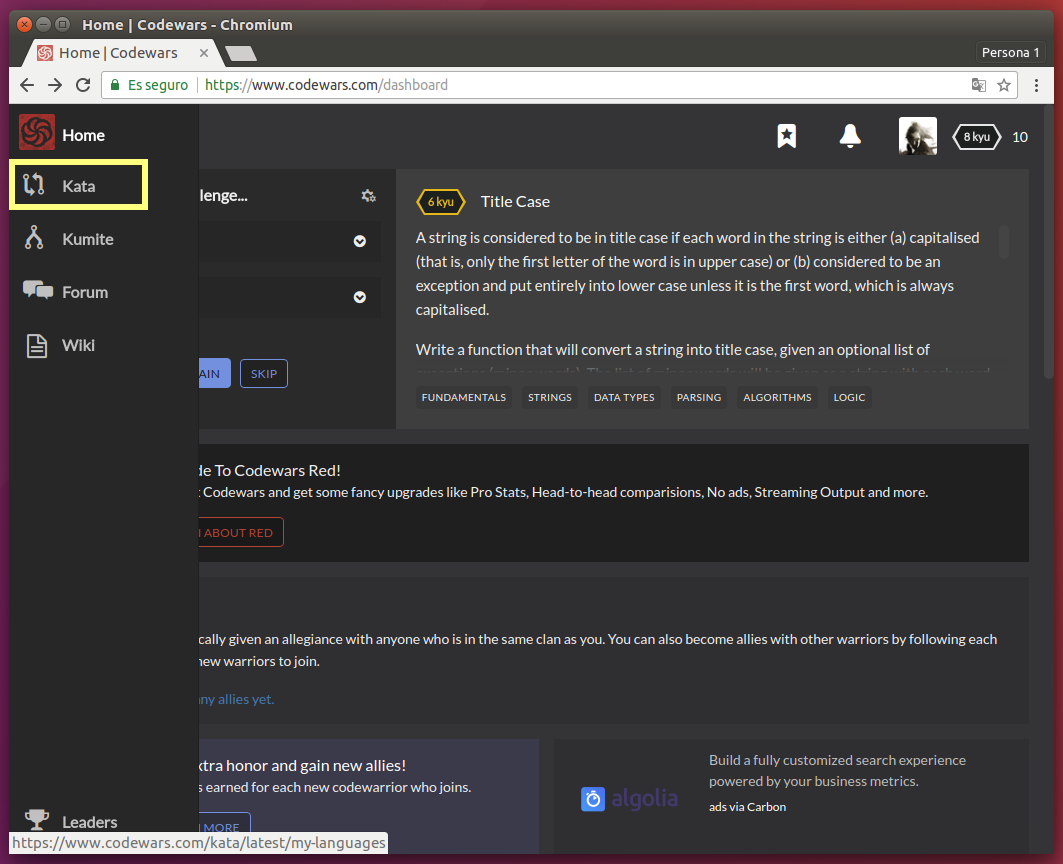 Home | Codewars - Chromium
Home | Codewars
Persona 1
Es seguro
https://www.codewars.com/dashboard
Home
Kata
Kumite
Forum
Wiki
Leaders
8 kyu
10
llenge...
AIN
SKIP
6 kyu
Title Case
A string is considered to be in title case if each word in the string is either (a) capitalised
(that is, only the first letter of the word is in upper case) or (b) considered to be an
exception and put entirely into lower case unless it is the first word, which is always
capitalised.
Write a function that will convert a string into title case, given an optional list of
FUNDAMENTALS
STRINGS
DATA TYPES
PARSING
ALGORITHMS
LOGIC
de To Codewars Red!
t Codewars and get some fancy upgrades like Pro Stats, Head-to-head comparisions, No ads, Streaming Output and more.
ABOUT RED
cally given an allegiance with anyone who is in the same clan as you. You can also become allies with other warriors by following each
new warriors to join.
ny allies yet.
xtra honor and gain new allies!
s earned for each new codewarrior who joins.
MORE
algolia
Build a fully customized search experience
powered by your business metrics.
ads via Carbon
https://www.codewars.com/kata/latest/my-languages